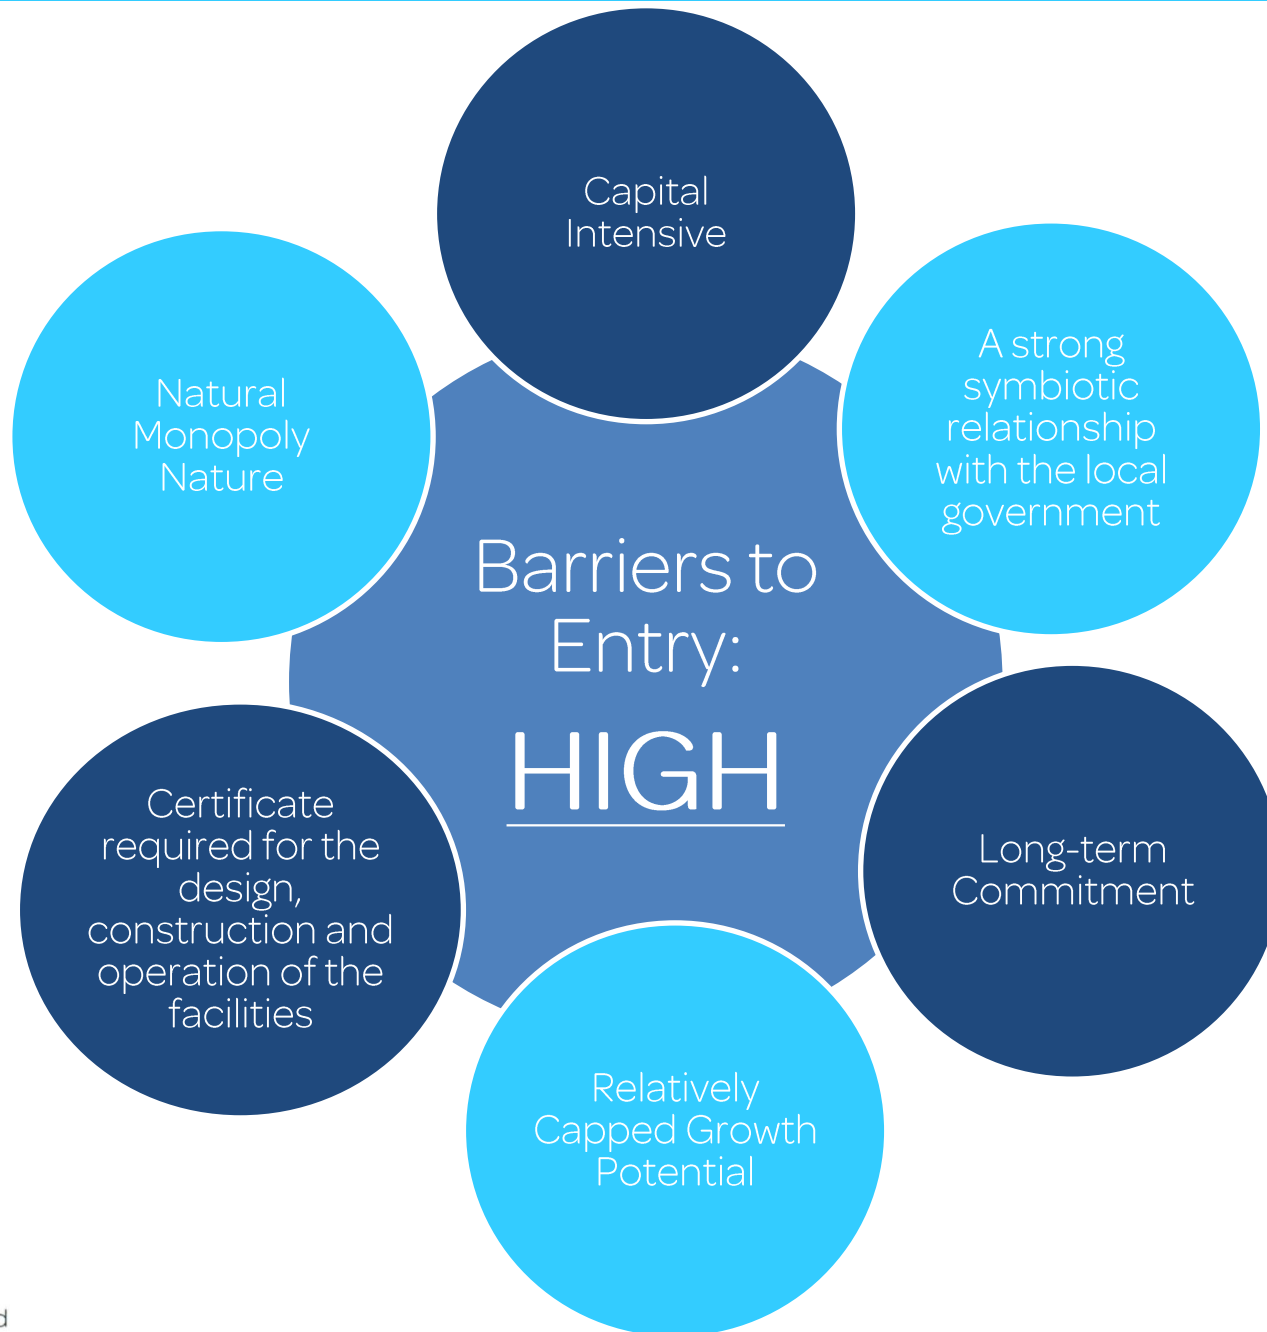 Capital
Intensive
A strong
symbiotic
relationship
with the local
government
Natural
Monopoly
Nature
Barriers to
Entry:
HIGH
Certificate
required for the
design,
construction and
operation of the
facilities
Long-term
Commitment
Relatively
Capped Growth
Potential